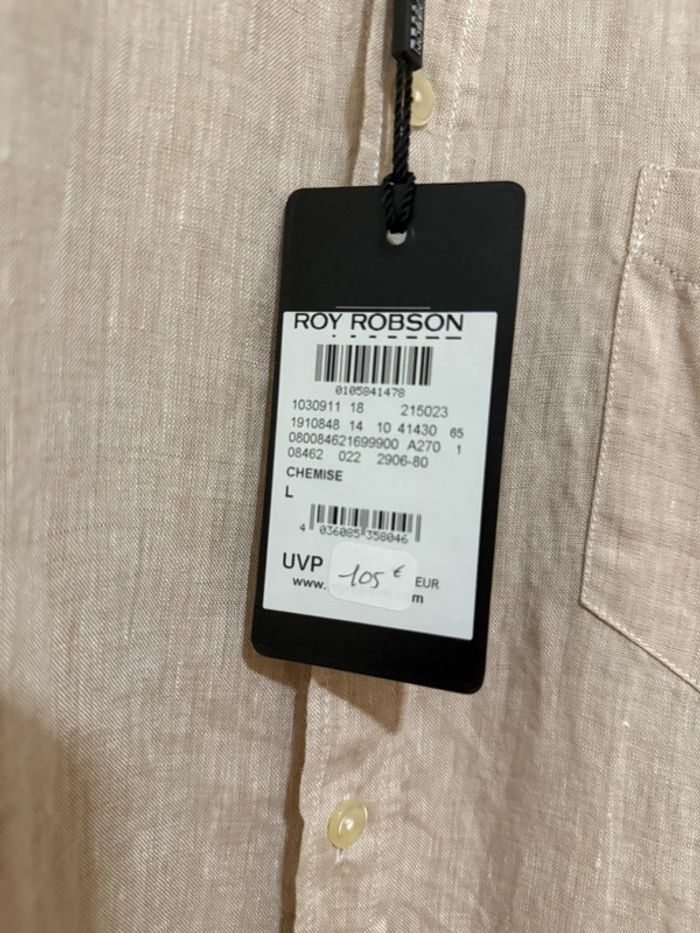 ROY ROBSON
0105841478
1030911 18 215023
1910848 14 10 41430 65
080084621699900 A270 1
08462 022 2906-80
CHEMISE
L
4 036085 358046
UVP 105 € EUR
www. m